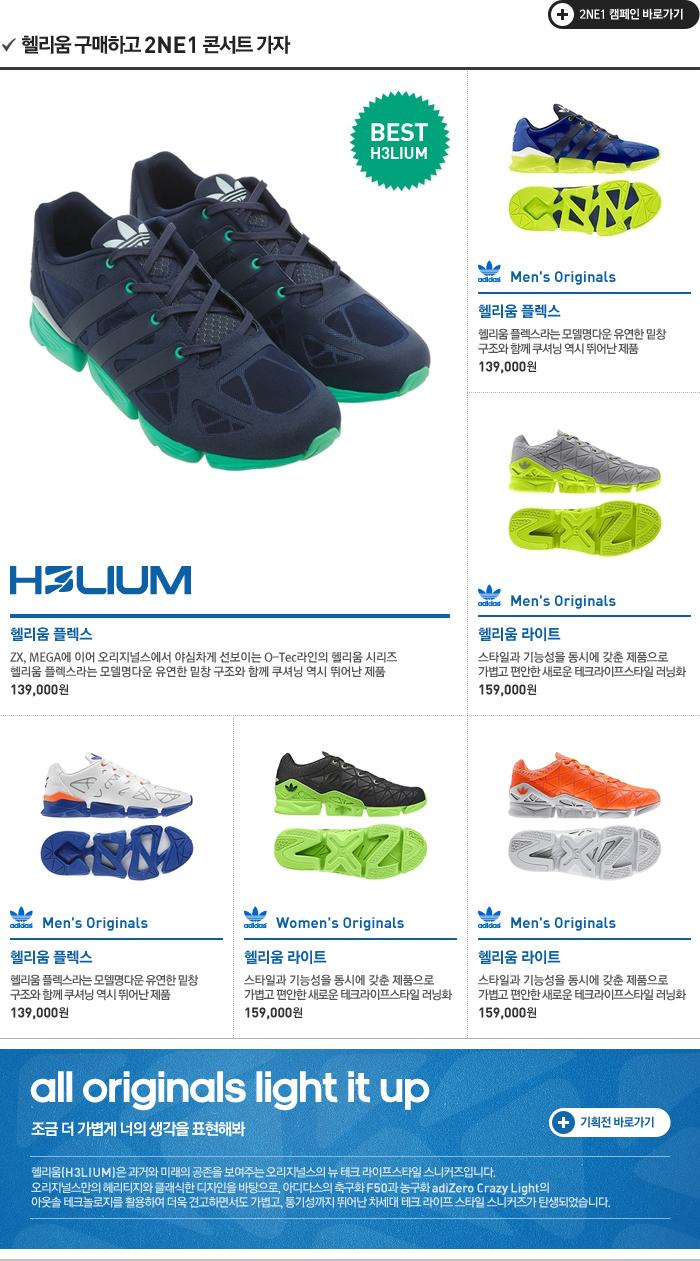 2NE1 캠페인 바로가기
헬리움 구매하고 2NE1 콘서트 가자
BEST
H3LIUM
adidas Men's Originals
헬리움 플렉스
헬리움 플렉스라는 모델명다운 유연한 밑창
구조와 함께 쿠셔닝 역시 뛰어난 제품
139,000원
adidas Men's Originals
헬리움 라이트
스타일과 기능성을 동시에 갖춘 제품으로
가볍고 편안한 새로운 테크라이프스타일 러닝화
159,000원
H3LIUM
헬리움 플렉스
ZX, MEGA에 이어 오리지널스에서 야심차게 선보이는 O-Tec라인의 헬리움 시리즈
헬리움 플렉스라는 모델명다운 유연한 밑창 구조와 함께 쿠셔닝 역시 뛰어난 제품
139,000원
adidas Men's Originals
헬리움 플렉스
헬리움 플렉스라는 모델명다운 유연한 밑창
구조와 함께 쿠셔닝 역시 뛰어난 제품
139,000원
adidas Women's Originals
헬리움 라이트
스타일과 기능성을 동시에 갖춘 제품으로
가볍고 편안한 새로운 테크라이프스타일 러닝화
159,000원
adidas Men's Originals
헬리움 라이트
스타일과 기능성을 동시에 갖춘 제품으로
가볍고 편안한 새로운 테크라이프스타일 러닝화
159,000원
all originals light it up
조금 더 가볍게 너의 생각을 표현해봐
기획전 바로가기
헬리움(H3LIUM)은 과거와 미래의 공존을 보여주는 오리지널스의 뉴 테크 라이프스타일 스니커즈입니다.
오리지널스만의 헤리티지와 클래식한 디자인을 바탕으로, 아디다스의 축구화 F50과 농구화 adiZero Crazy Light의
아웃솔 테크놀로지를 활용하여 더욱 견고하면서도 가볍고, 통기성까지 뛰어난 차세대 테크 라이프 스타일 스니커즈가 탄생되었습니다.